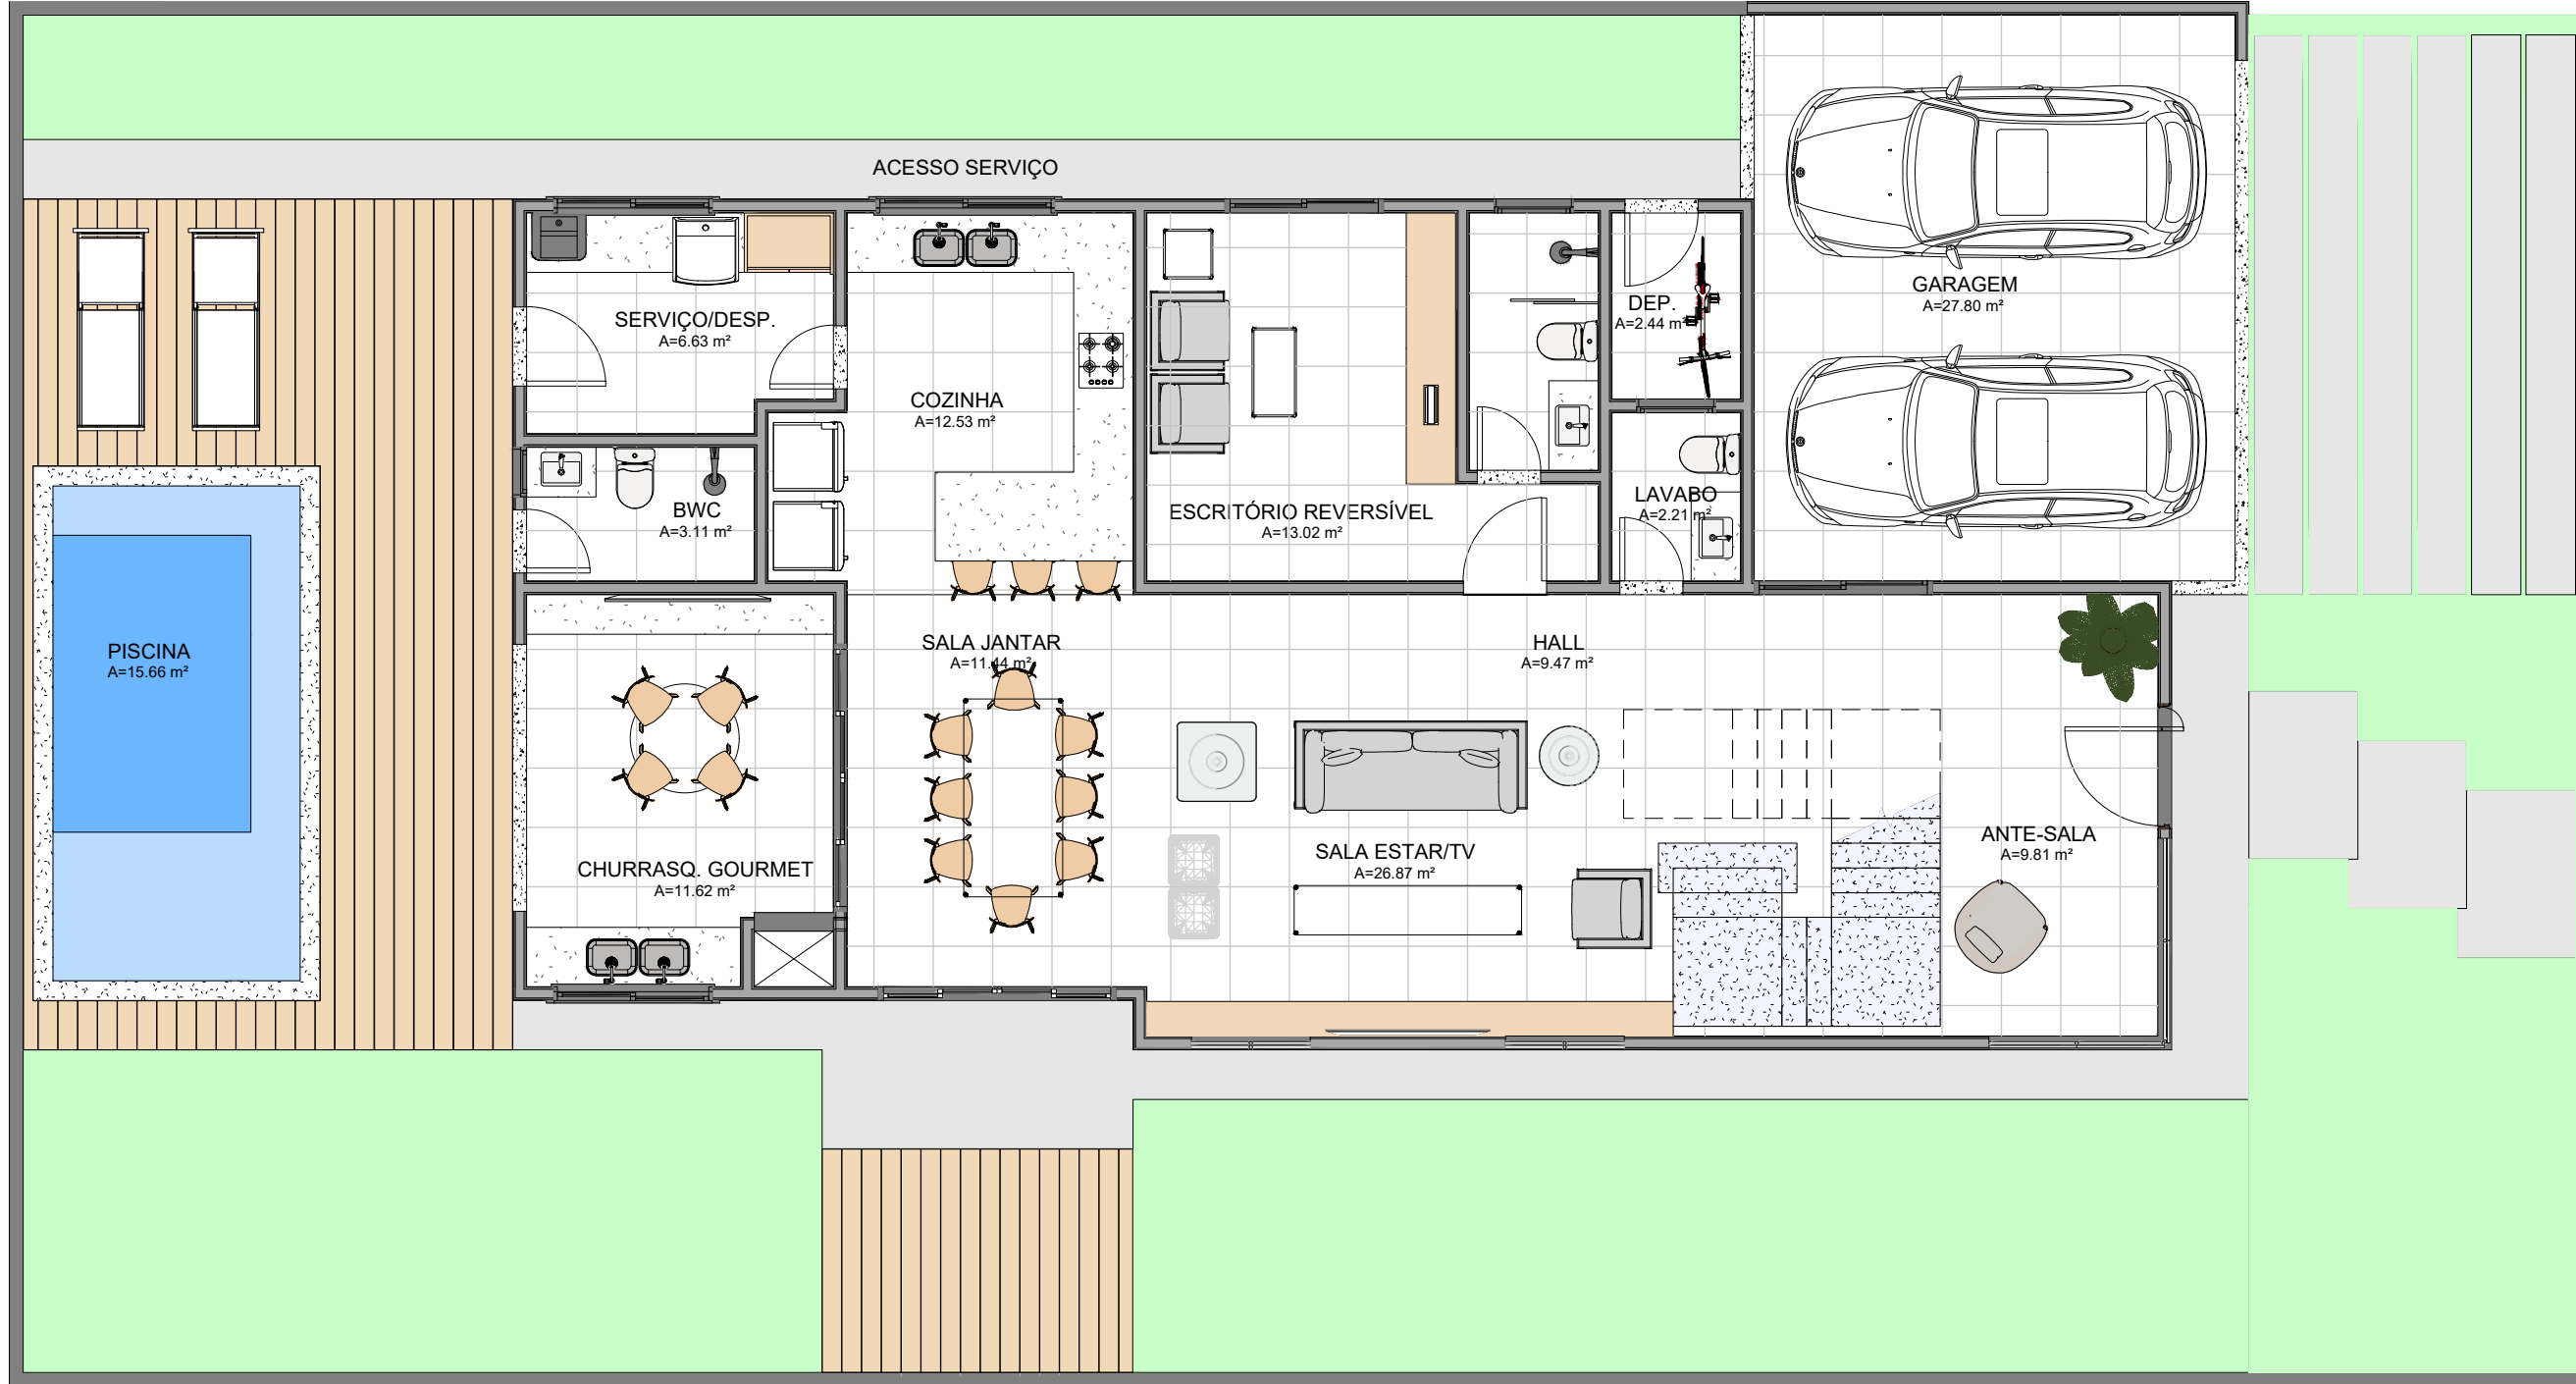 ACESSO SERVIÇO
GARAGEM
A=27.80 m²
DEP.
A=2.44 m²
SERVIÇO/DESP.
A=6.63 m²
COZINHA
A=12.53 m²
LAVABO
A=2.21 m²
BWC
A=3.11 m²
ESCRITÓRIO REVERSÍVEL
A=13.02 m²
PISCINA
A=15.66 m²
SALA JANTAR
A=11.44 m²
HALL
A=9.47 m²
ANTE-SALA
A=9.81 m²
SALA ESTAR/TV
A=26.87 m²
CHURRASQ. GOURMET
A=11.62 m²